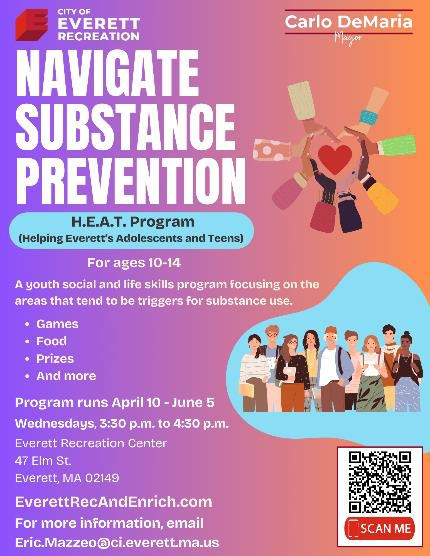 CITY OF
EVERETT
RECREATION
Carlo DeMaria
Mayor
NAVIGATE
SUBSTANCE
PREVENTION
H.E.A.T. Program
(Helping Everett's Adolescents and Teens)
For ages 10-14
A youth social and life skills program focusing on the
areas that tend to be triggers for substance use.
• Games
• Food
• Prizes
• And more
Program runs April 10 - June 5
Wednesdays, 3:30 p.m. to 4:30 p.m.
Everett Recreation Center
47 Elm St.
Everett, MA 02149
EverettRecAndEnrich.com
For more information, email
Eric.Mazzeo@ci.everett.ma.us
SCAN ME